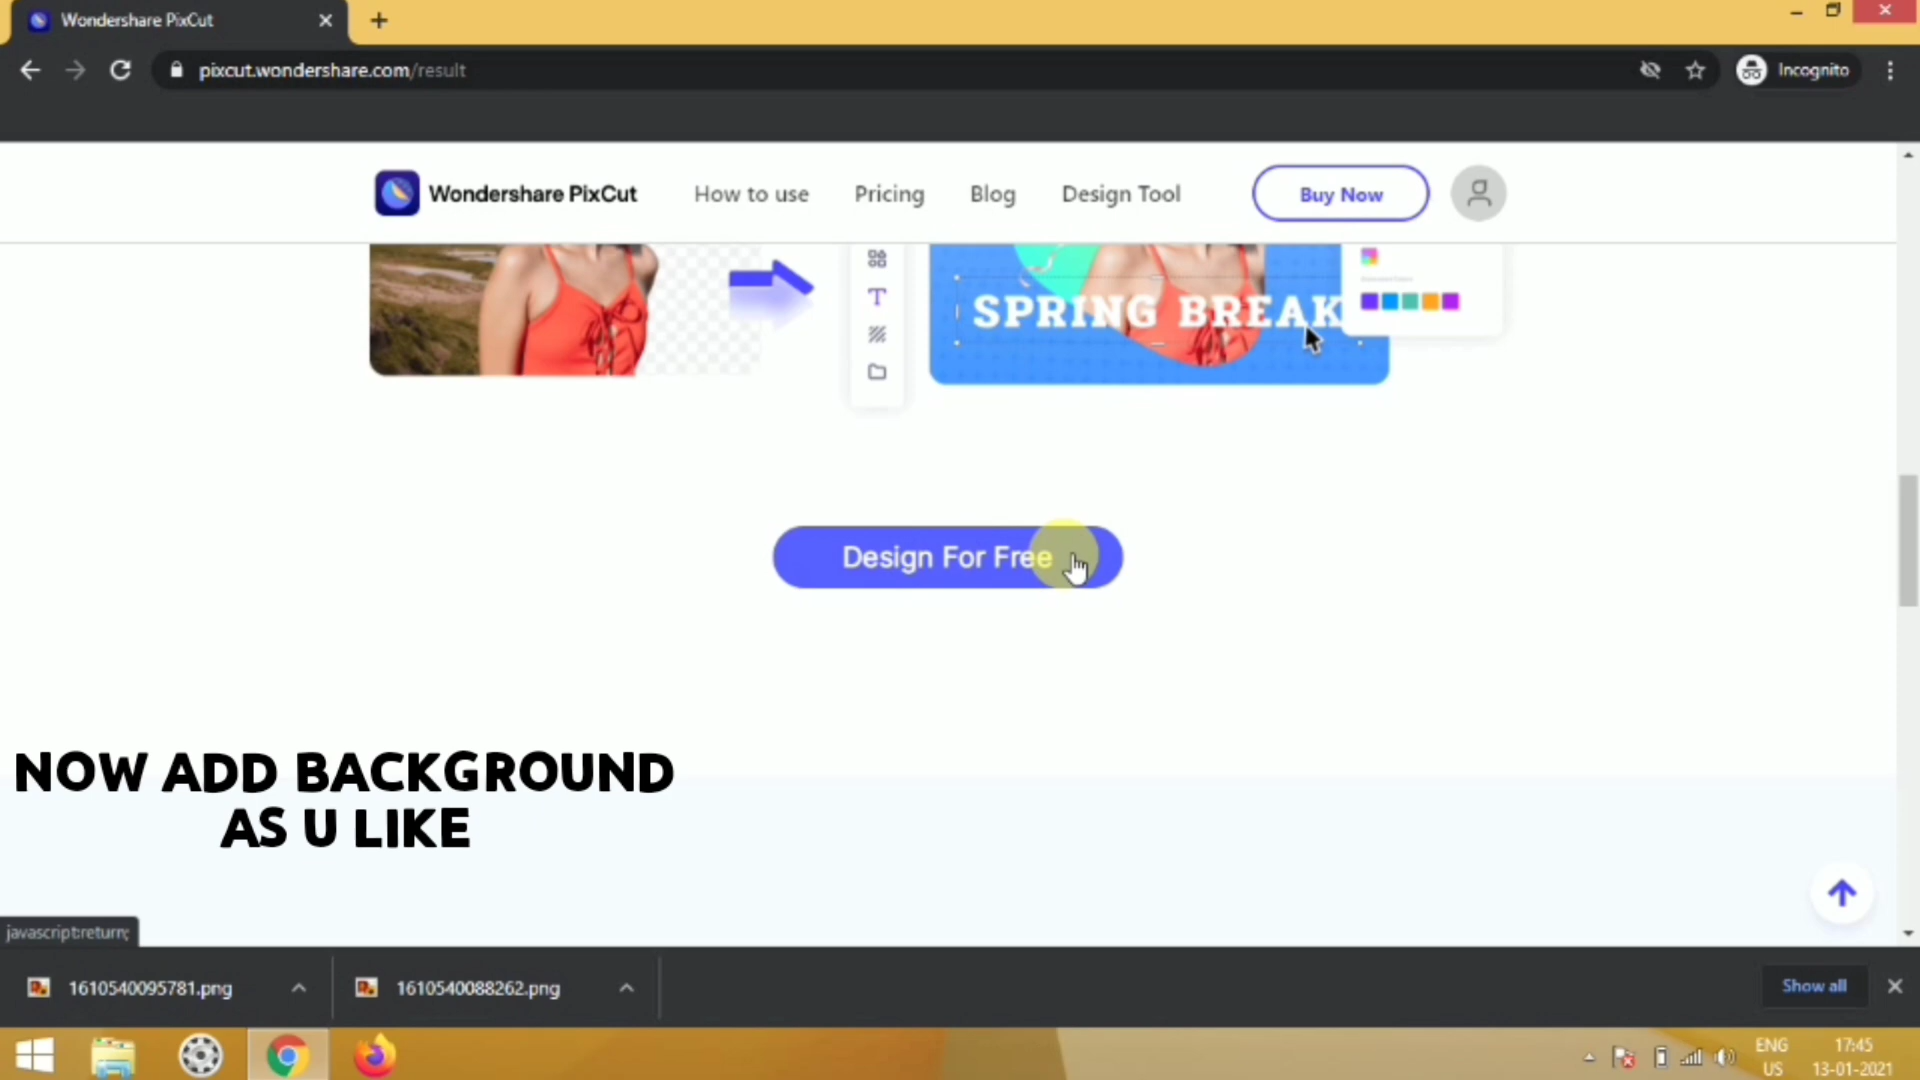 Wondershare PixCut
pixcut.wondershare.com/result
Incognito
Wondershare PixCut
How to use
Pricing
Blog
Design Tool
Buy Now
T
SPRING BREAK
Design For Free
NOW ADD BACKGROUND
AS U LIKE
javascript:return;
1610540095781.png
1610540088262.png
Show all
ENG
US
17:45
13-01-2021